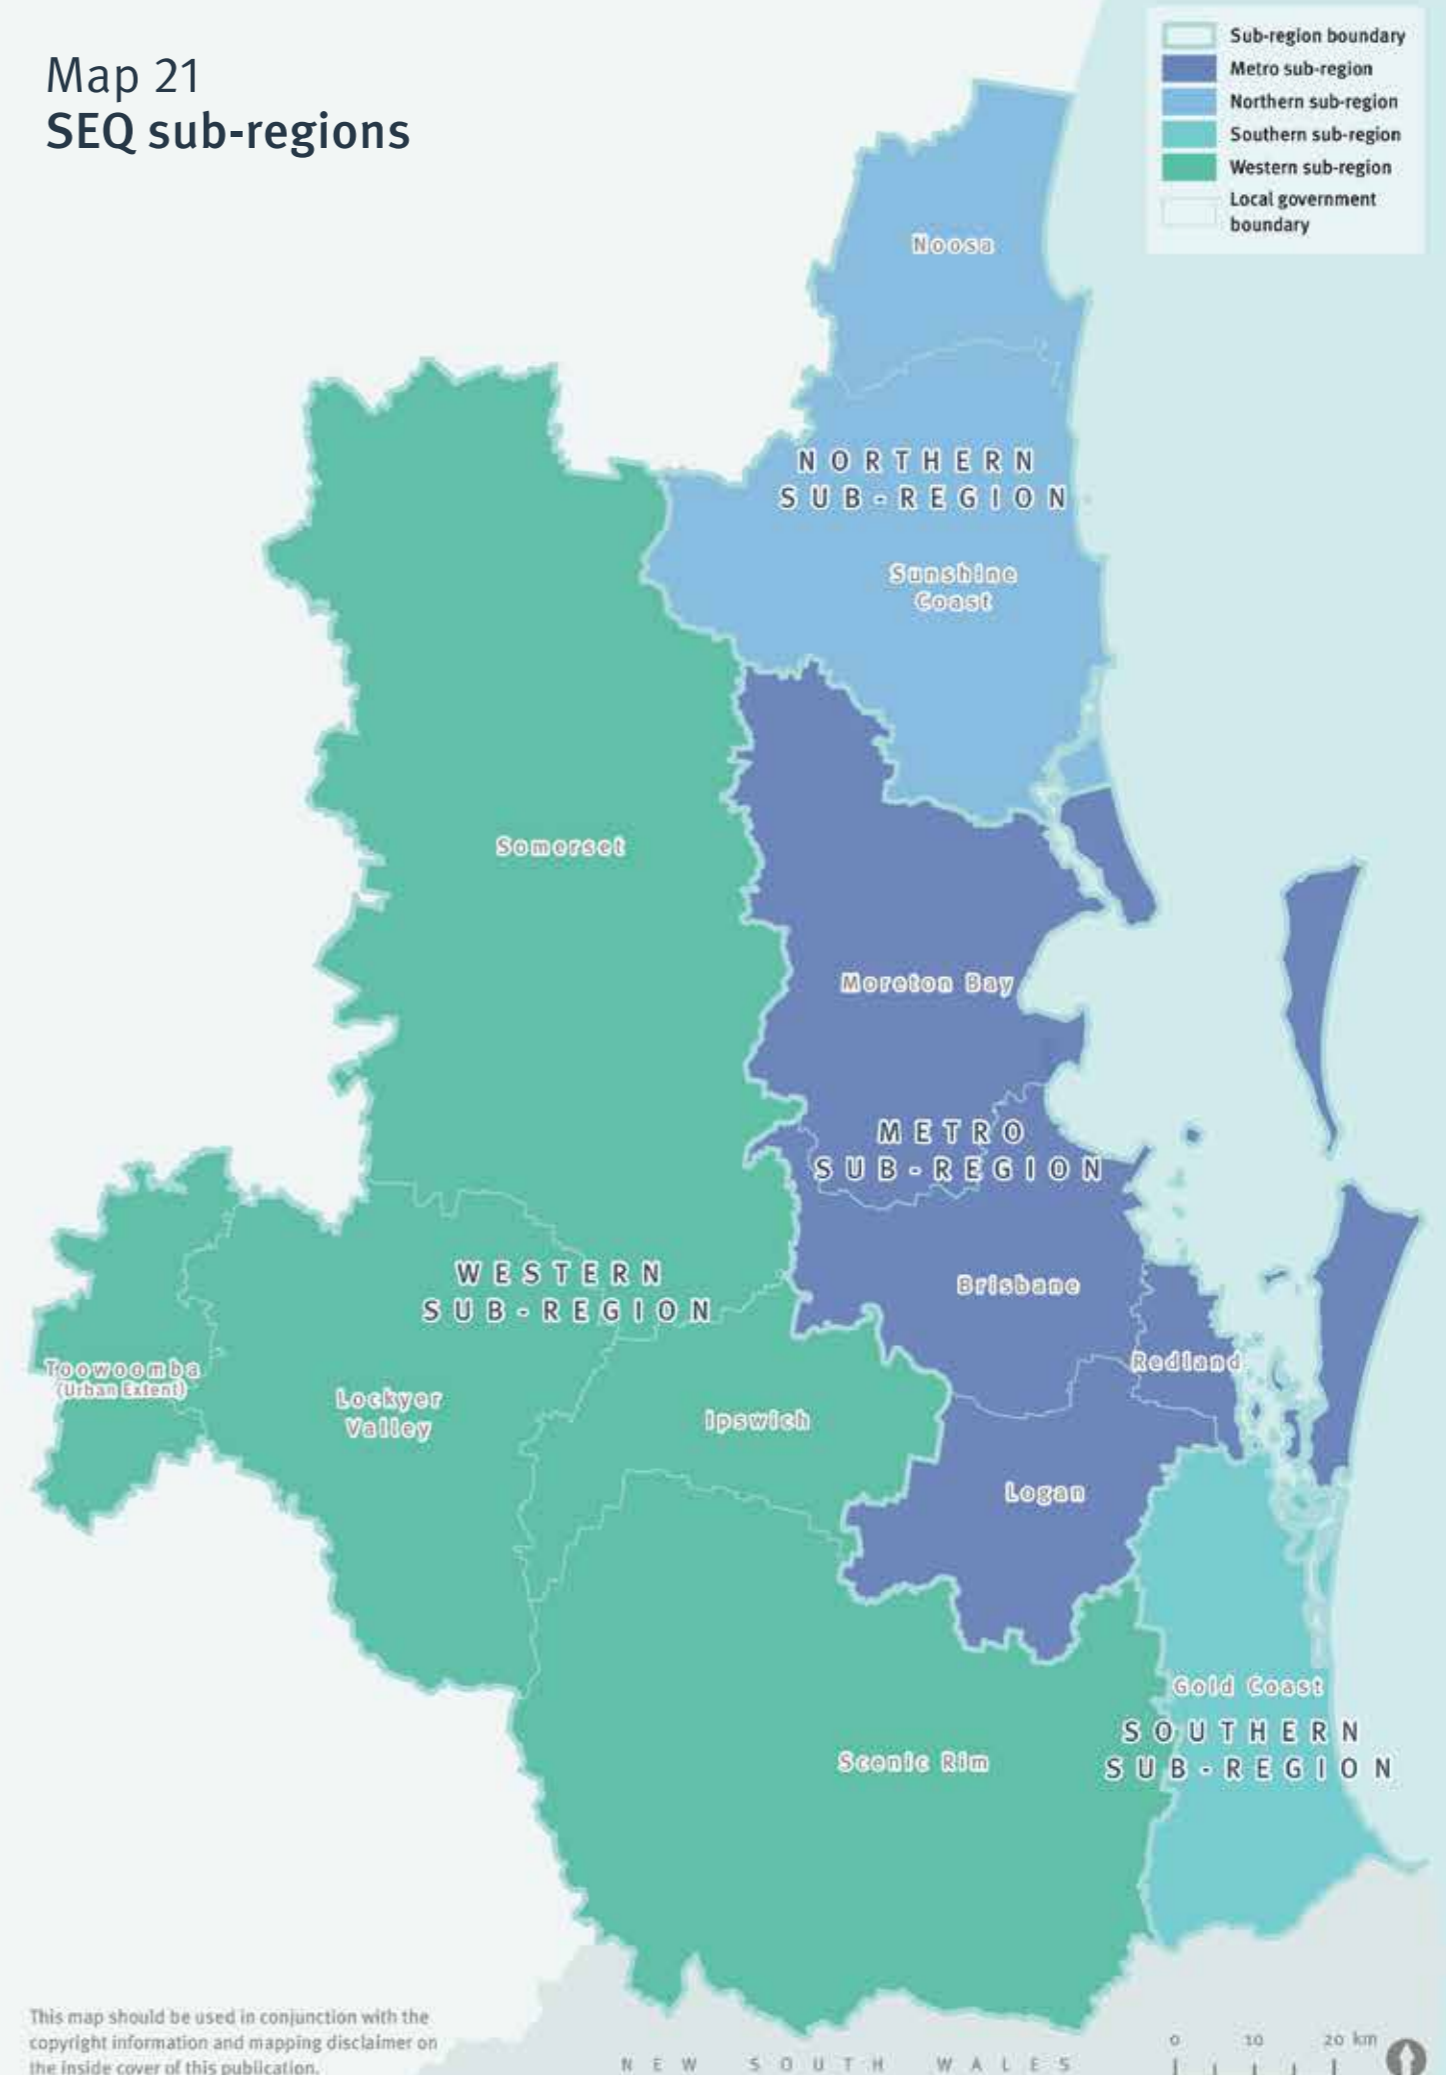 Map 21
SEQ sub-regions
Sub-region boundary
Metro sub-region
Northern sub-region
Southern sub-region
Western sub-region
Local government
boundary
Noosa
NORTHERN
SUB-REGION
Sunshine
Coast
Somerset
Moreton Bay
METRO
SUB-REGION
WESTERN
SUB-REGION
Brisbane
Redland
Toowoomba
(Urban Extent)
Lockyer
Valley
Ipswich
Logan
Gold Coast
SOUTHERN
SUB-REGION
Scenic Rim
This map should be used in conjunction with the
copyright information and mapping disclaimer on
the inside cover of this publication.
NEW SOUTH WALES
0 10 20 km